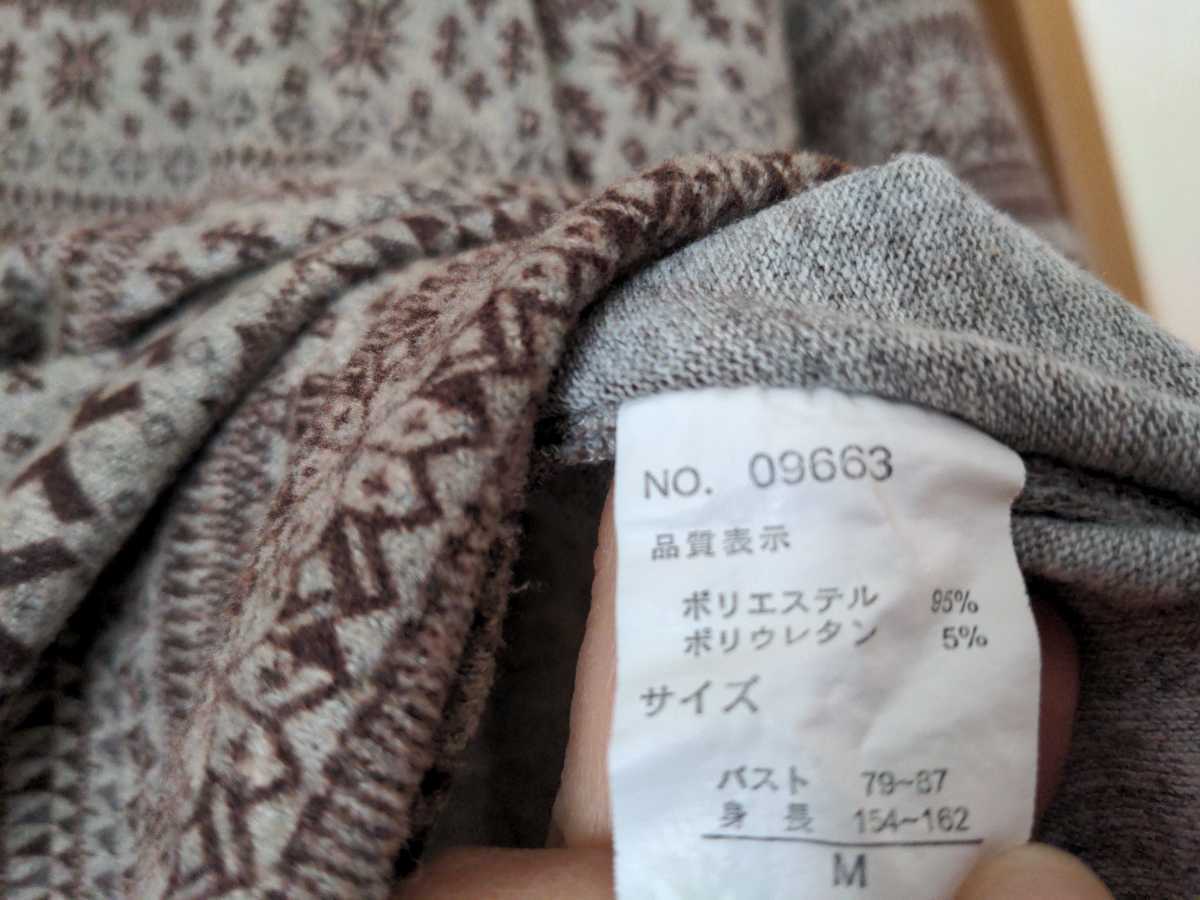 NO. 09663
品質表示
ポリエステル 95%
ポリウレタン 5%
サイズ
バスト 79~87
身長 154~162
M